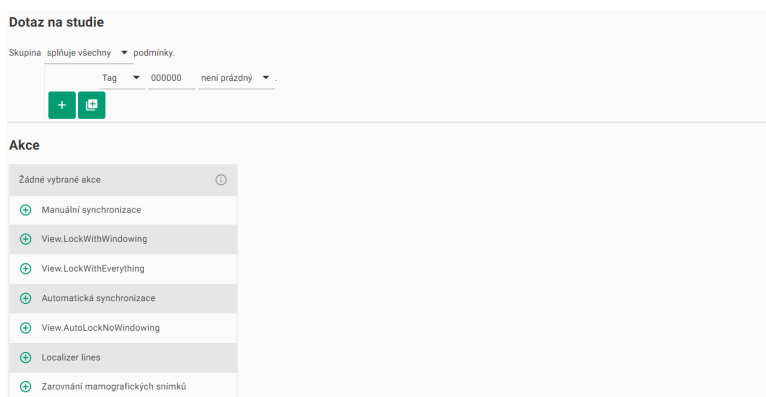 Dotaz na studie
Skupina splňuje všechny podmínky.
Tag 000000 není prázdný .
Akce
Žádné vybrané akce
Manuální synchronizace
View.LockWithWindowing
View.LockWithEverything
Automatická synchronizace
View.AutoLockNoWindowing
Localizer lines
Zarovnání mamografických snímků